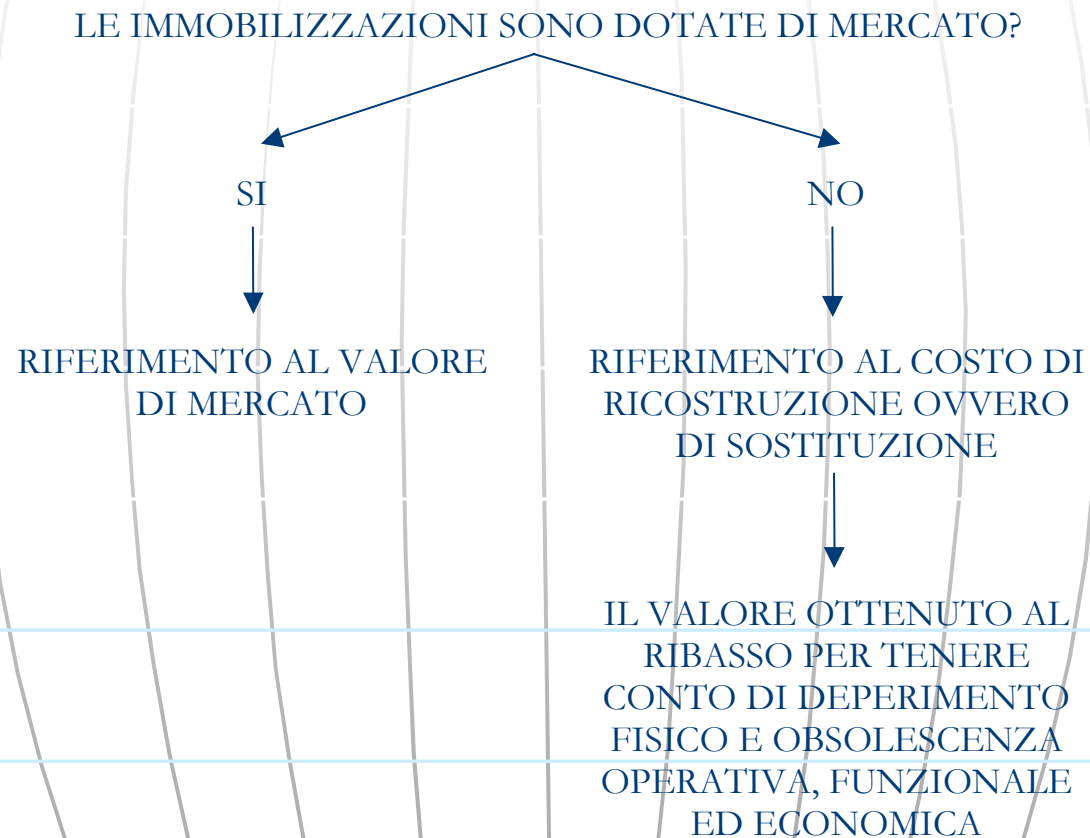 LE IMMOBILIZZAZIONI SONO DOTATE DI MERCATO?
SI
NO
RIFERIMENTO AL VALORE
DI MERCATO
RIFERIMENTO AL COSTO DI
RICOSTRUZIONE OVVERO
DI SOSTITUZIONE
IL VALORE OTTENUTO AL
RIBASSO PER TENERE
CONTO DI DEPERIMENTO
FISICO E OBSOLESCENZA
OPERATIVA, FUNZIONALE
ED ECONOMICA